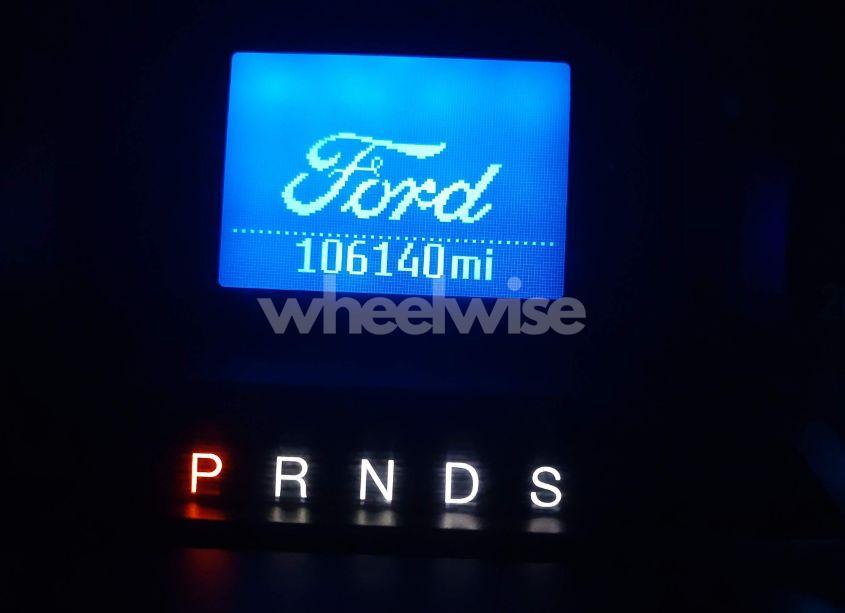 Ford
106140mi
wheelwise
P R N D S